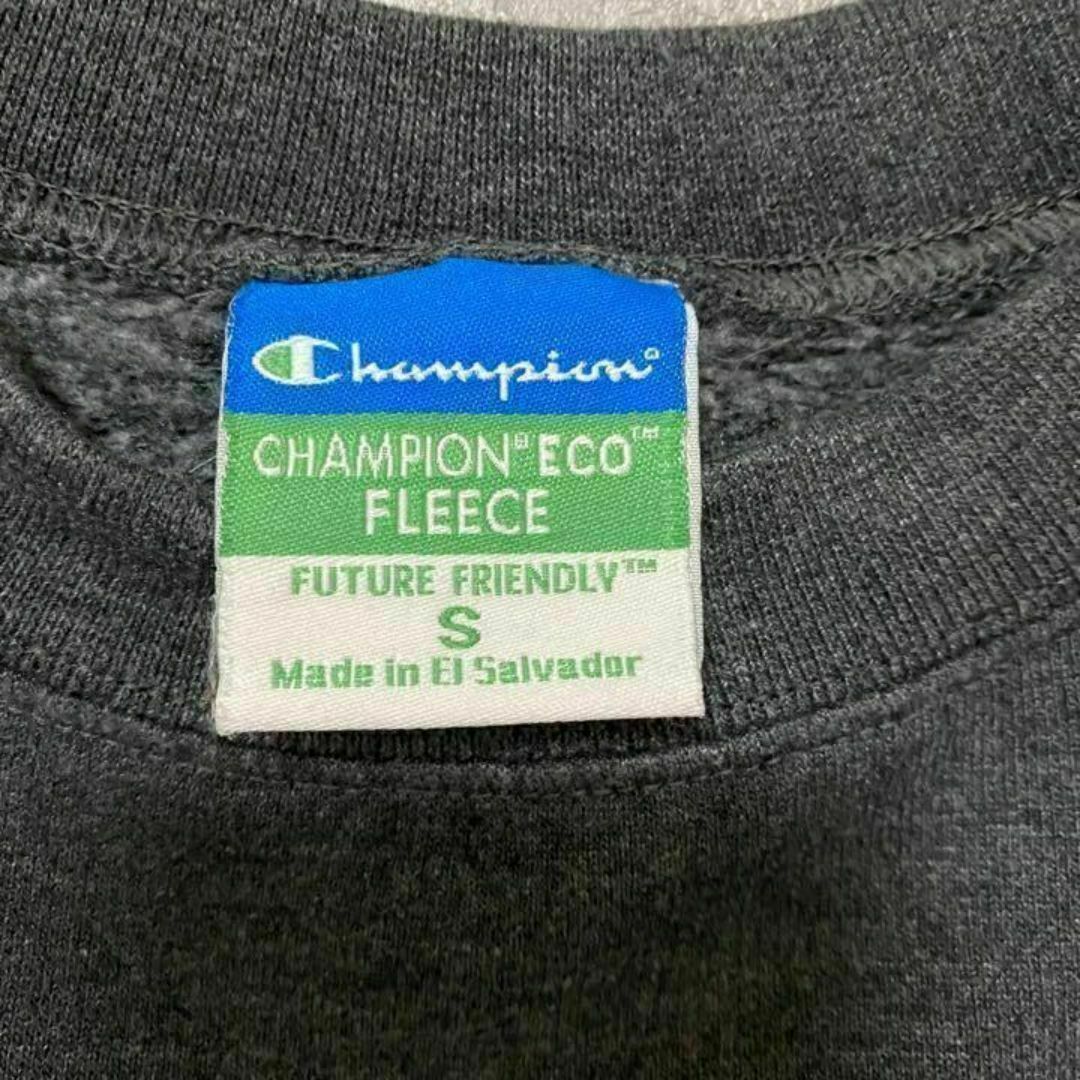 Champion®
CHAMPION® ECO™
FLEECE
FUTURE FRIENDLY™
S
Made in El Salvador